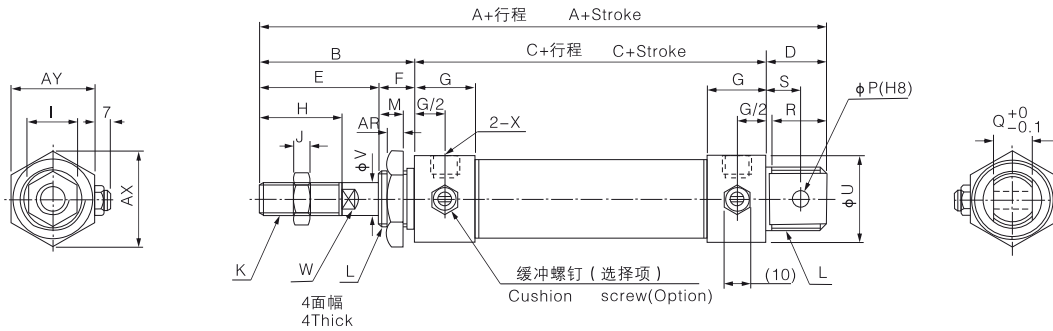 A+行程 A+Stroke
B
C+行程 C+Stroke
D
E
F
G
G
S
H
M
G/2
G/2
R
φP(H8)
J
AR
2-X
φV
φU
AY
I
7
AX
Q+0
-0.1
K
W
L
4面幅
4Thick
缓冲螺钉(选择项)
Cushion screw(Option)
(10)
L